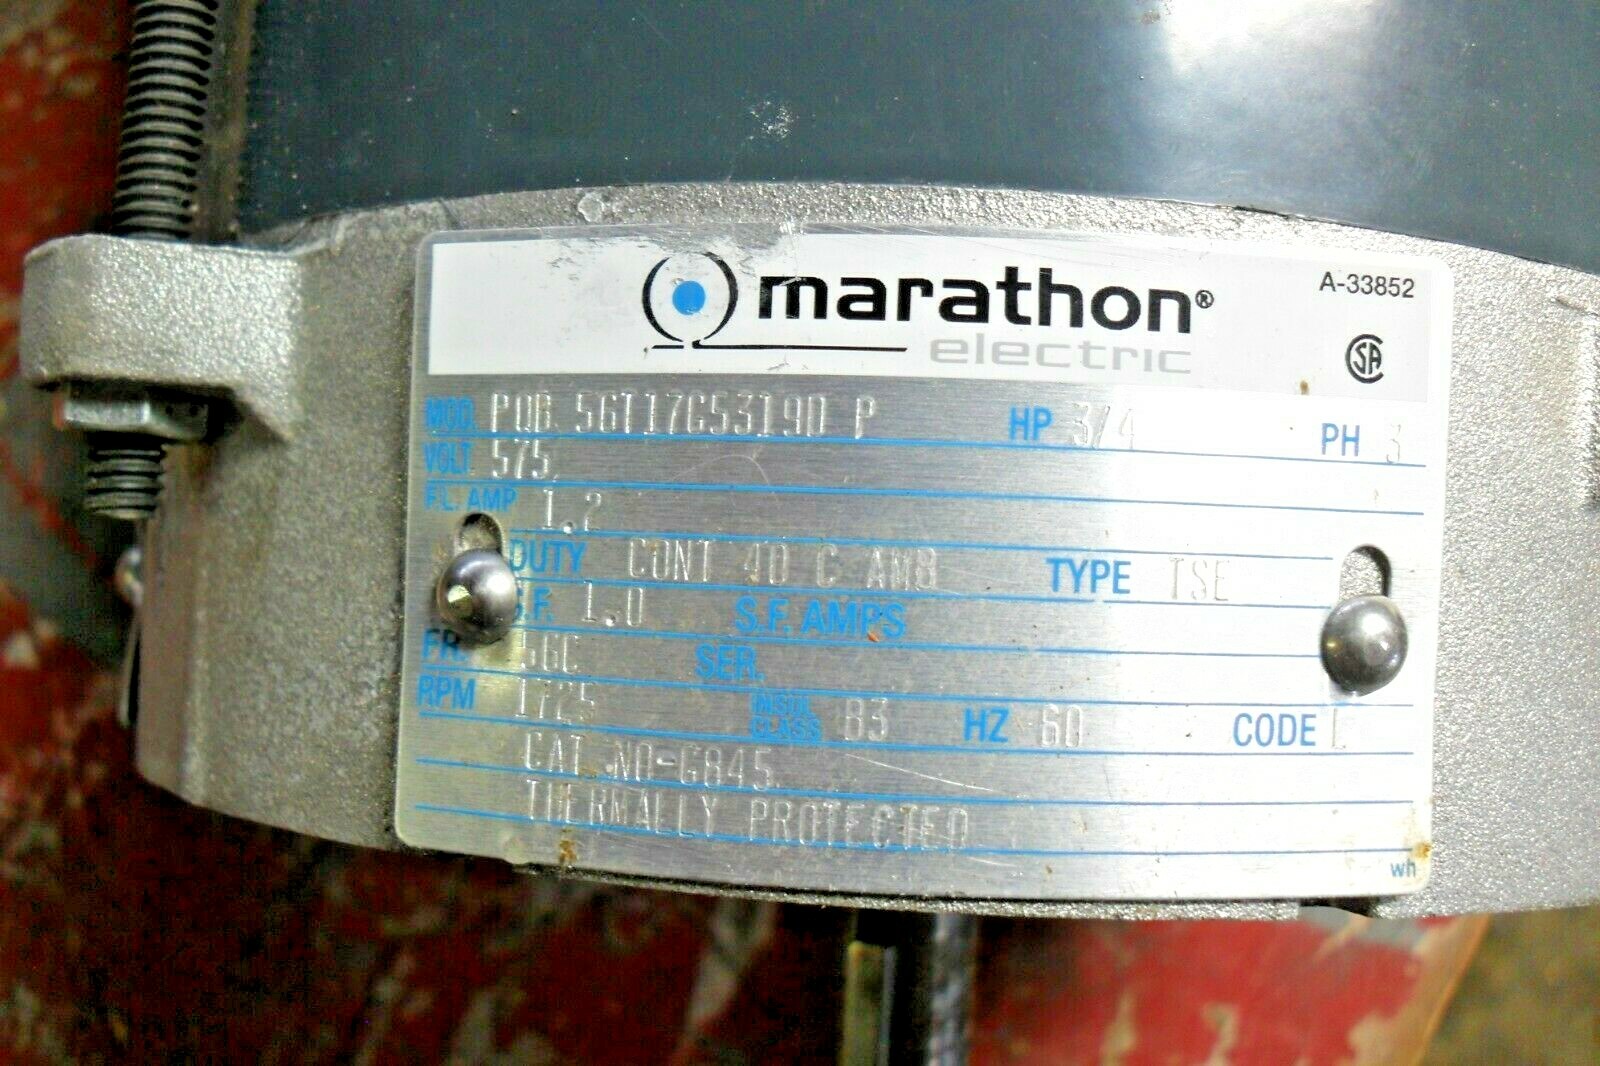 marathon®
electric
A-33852
MOD. PQB 56T17G5319D P HP 3/4 PH 3
VOLT. 575
F.L. AMP 1.2
DUTY CONT 40 C AMB TYPE TSE
S.F. 1.0 S.F. AMPS
FR. 56C SER.
RPM 1725 INSUL CLASS B3 HZ 60 CODE L
CAT NO-G845
THERMALLY PROTECTED
wh